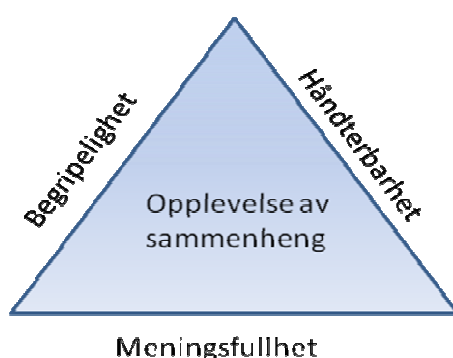 Begripelighet
Håndterbarhet
Opplevelse av
sammenheng
Meningsfullhet